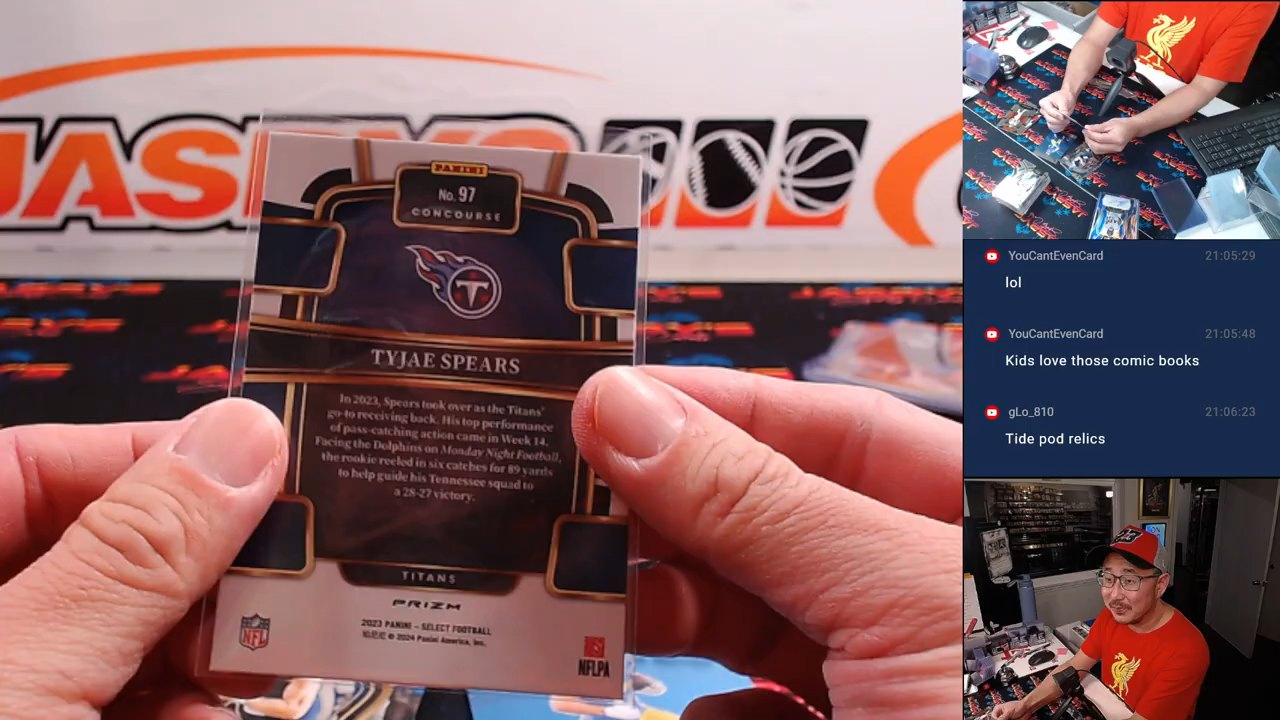 JASPYS
PANINI
No. 97
CONCOURSE
T
TYJAE SPEARS
In 2023, Spears took over as the Titans'
go-to receiving back. His top performance
of pass-catching action came in Week 14.
Facing the Dolphins on Monday Night Football,
the rookie reeled in six catches for 89 yards
to help guide his Tennessee squad to
a 28-27 victory.
TITANS
PRIZM
2023 PANINI – SELECT FOOTBALL
© 2024 Panini America, Inc.
NFL
NFLPA
YouCantEvenCard 21:05:29
lol
YouCantEvenCard 21:05:48
Kids love those comic books
gLo_810 21:06:23
Tide pod relics